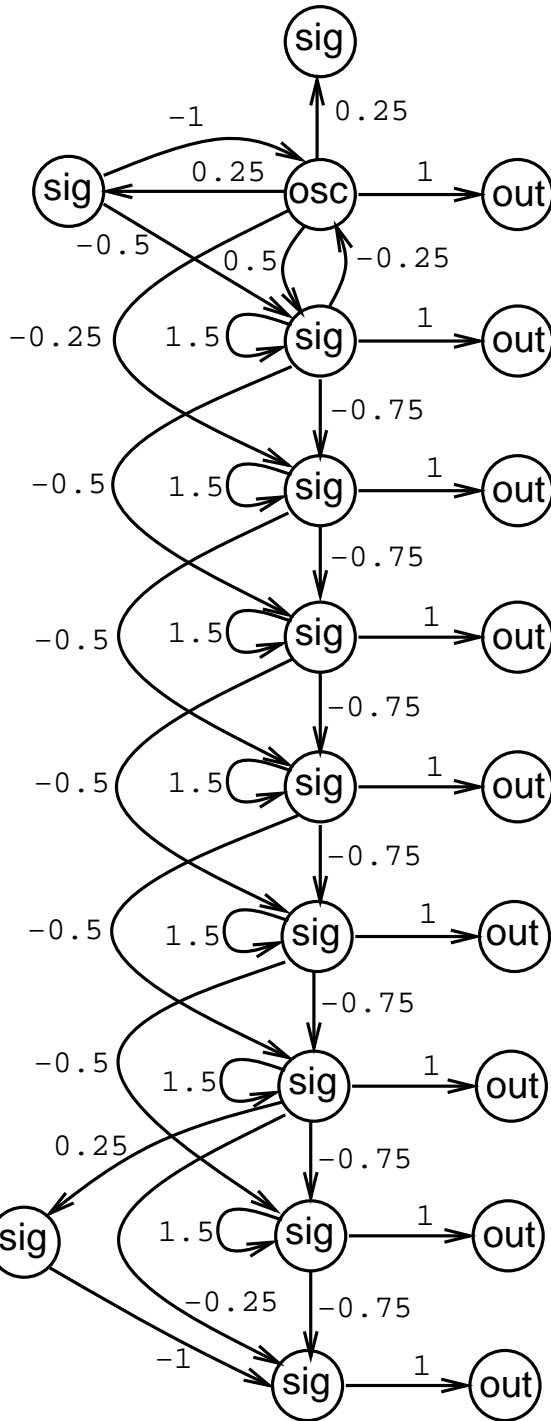 sig
0.25
-1
sig 0.25 osc 1 out
-0.5 0.5 -0.25
-0.25 1.5 sig 1 out
-0.75
-0.5 1.5 sig 1 out
-0.75
-0.5 1.5 sig 1 out
-0.75
-0.5 1.5 sig 1 out
-0.75
-0.5 1.5 sig 1 out
-0.75
-0.5 1.5 sig 1 out
0.25 -0.75
sig 1.5 sig 1 out
-0.25 -0.75
-1 sig 1 out